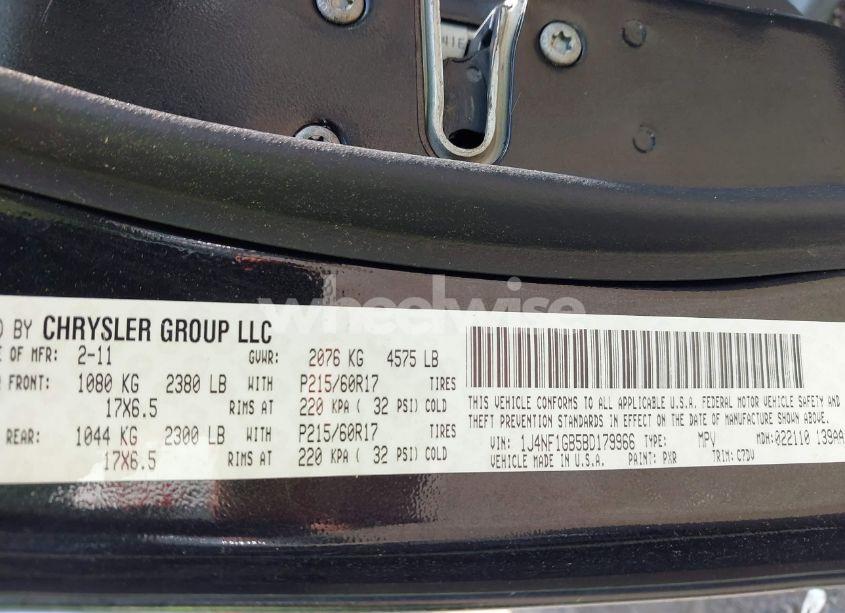 41E
wheelwise
D BY CHRYSLER GROUP LLC
E OF MFR: 2-11 GVWR: 2076 KG 4575 LB
FRONT: 1080 KG 2380 LB WITH P215/60R17 TIRES
17X6.5 RIMS AT 220 KPA ( 32 PSI) COLD
REAR: 1044 KG 2300 LB WITH P215/60R17 TIRES
17X6.5 RIMS AT 220 KPA ( 32 PSI) COLD
THIS VEHICLE CONFORMS TO ALL APPLICABLE U.S.A. FEDERAL MOTOR VEHICLE SAFETY AND
THEFT PREVENTION STANDARDS IN EFFECT ON THE DATE OF MANUFACTURE SHOWN ABOVE.
VIN: 1J4NF1GB5BD179966 TYPE: MPV MDH: 022110 139AA
VEHICLE MADE IN U.S.A. PAINT: PXR TRIM: C7DV